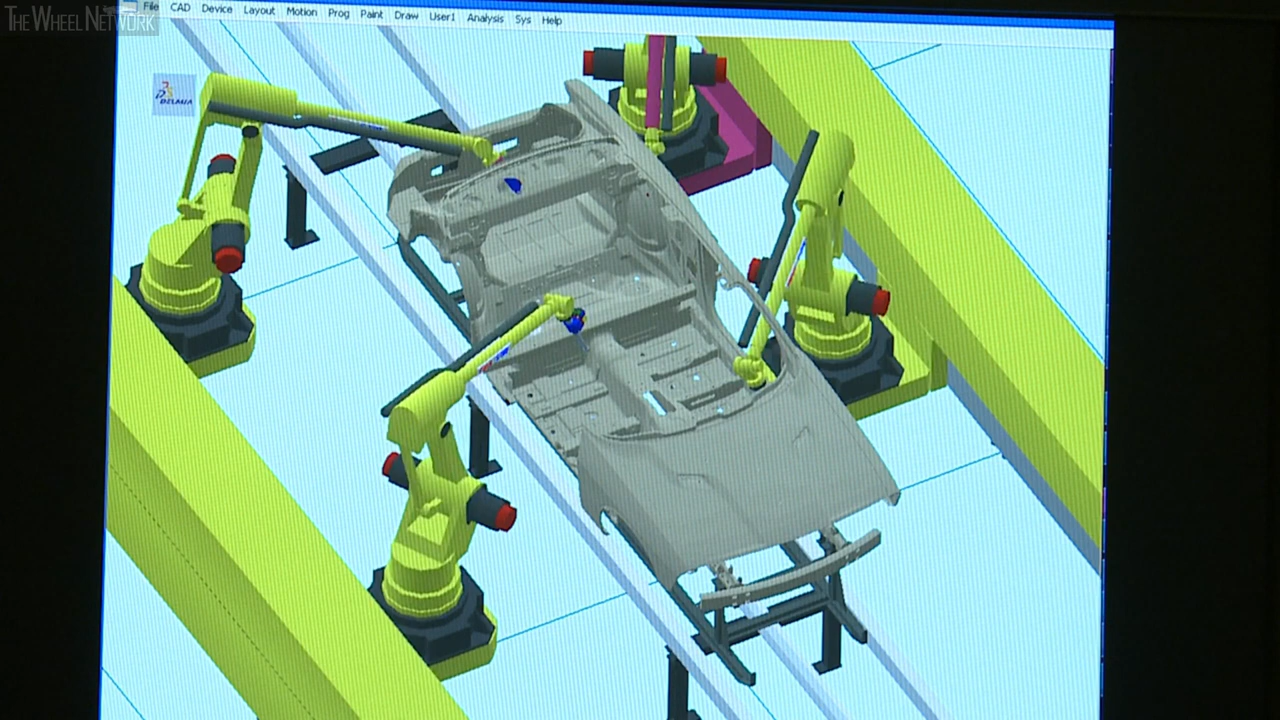 THE WHEEL NETWORK
File CAD Device Layout Motion Prog Paint Draw User1 Analysis Sys Help
DELMIA